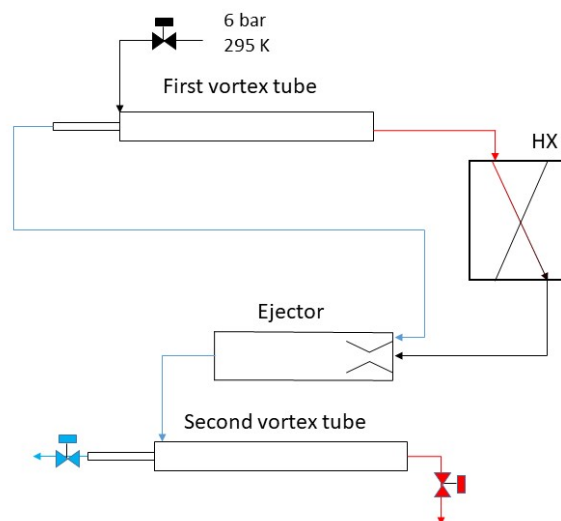 6 bar
295 K
First vortex tube
HX
Ejector
Second vortex tube